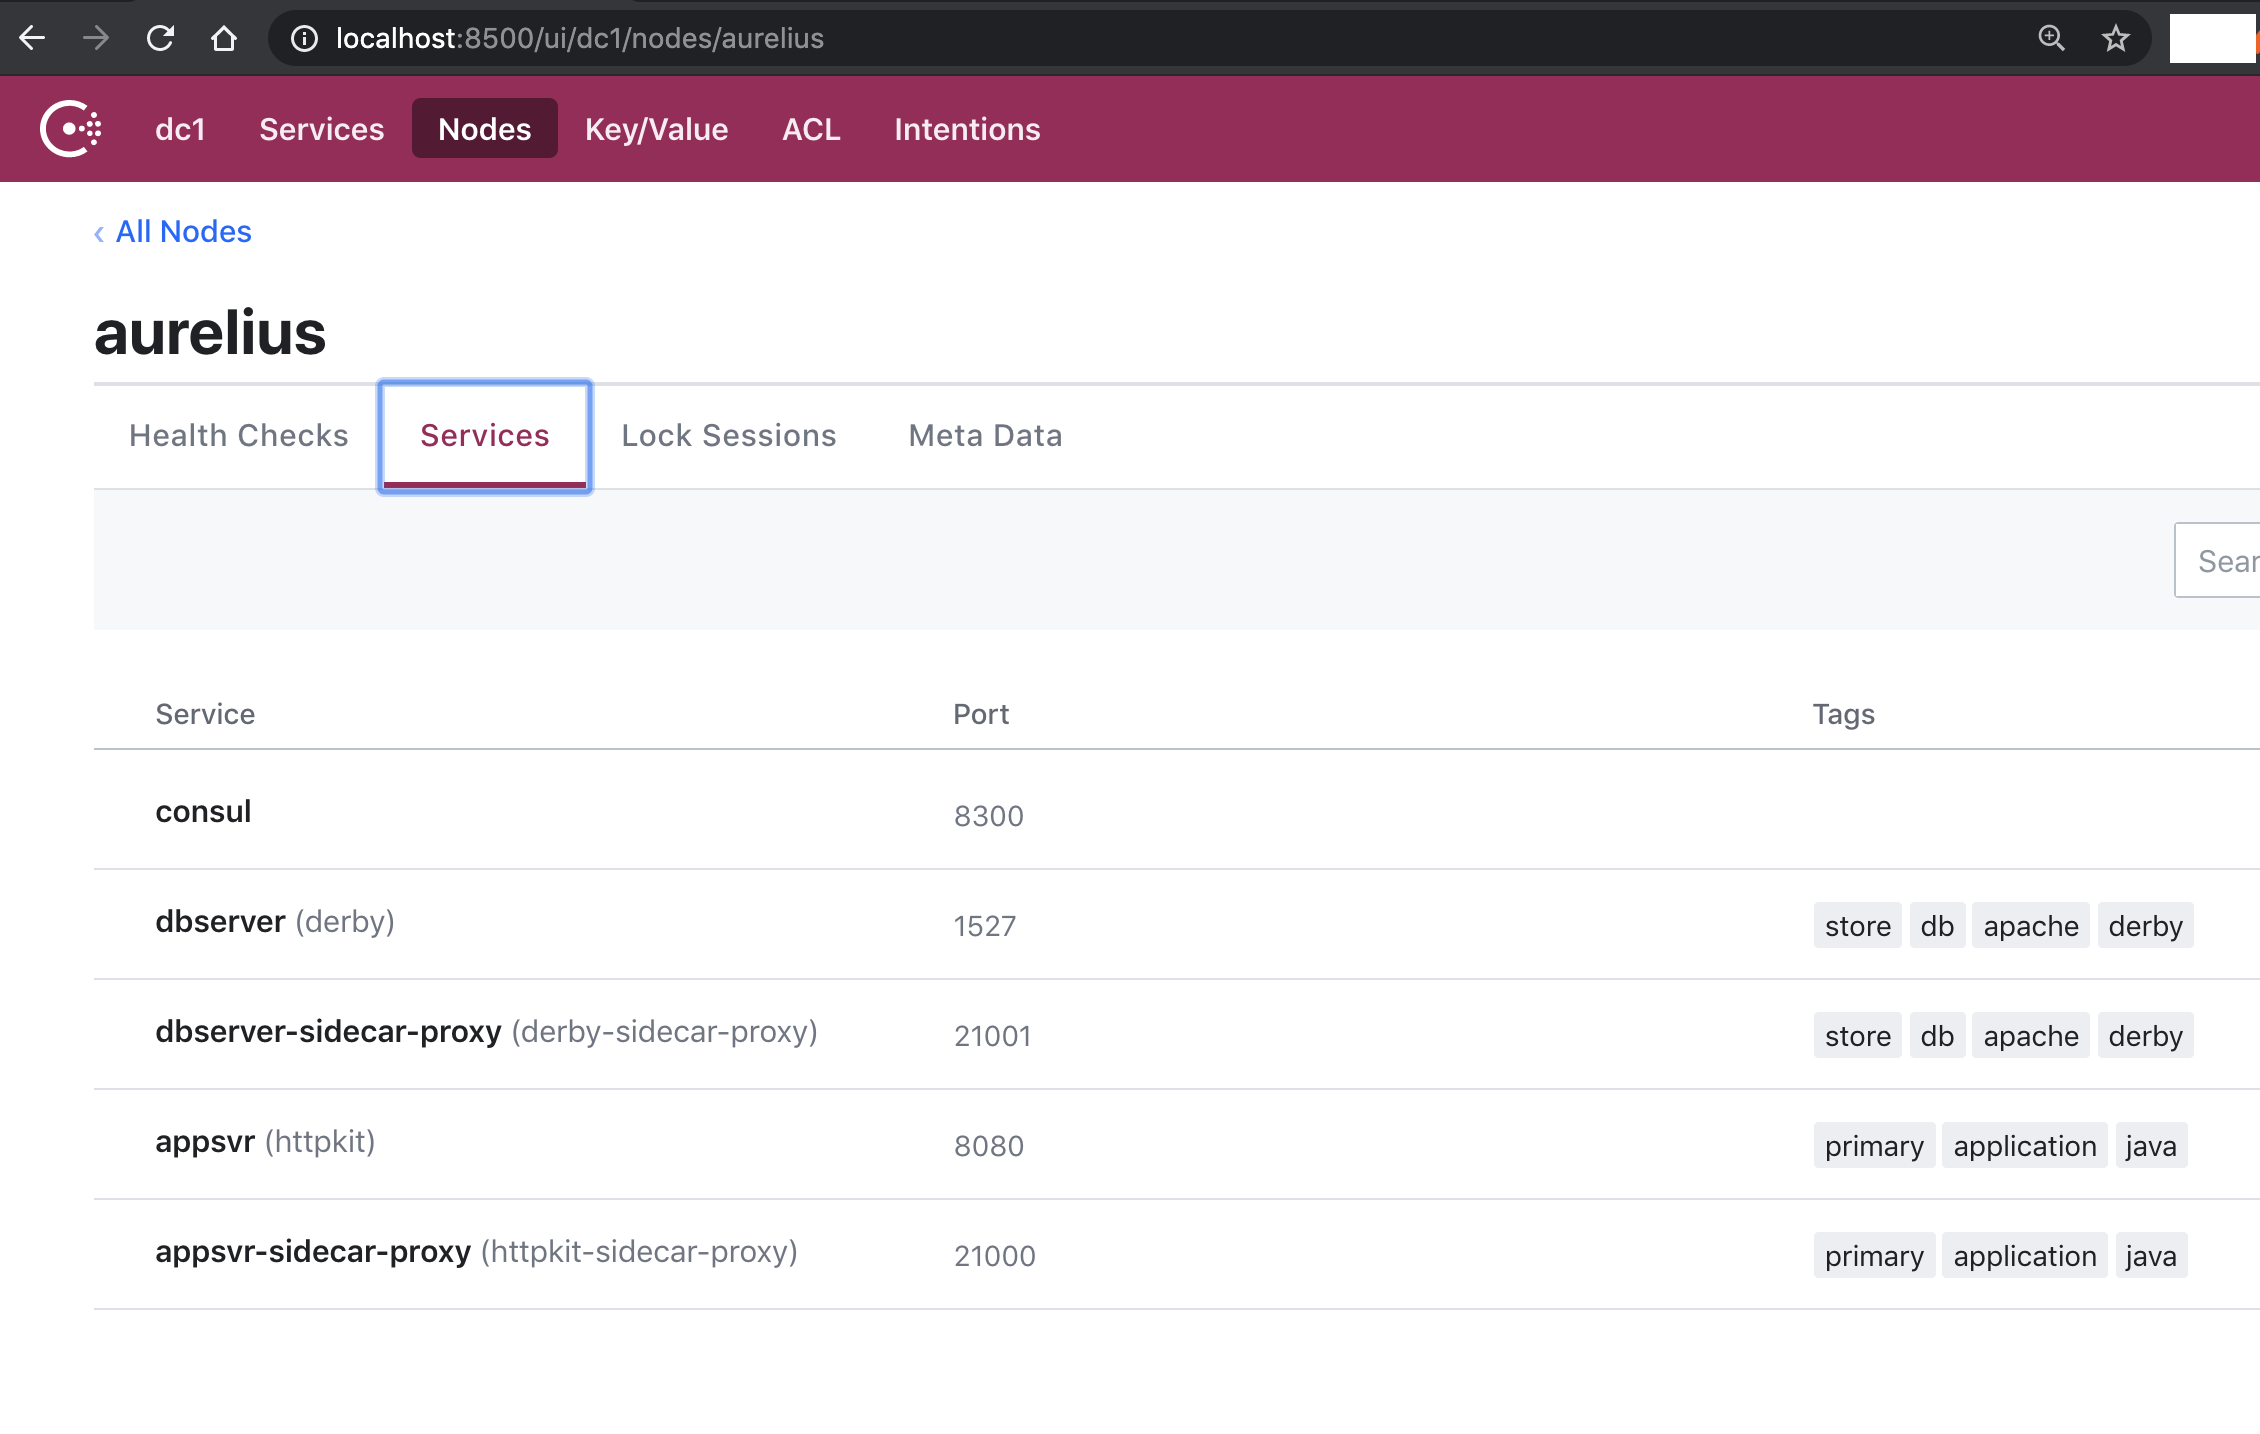 localhost:8500/ui/dc1/nodes/aurelius
dc1 Services Nodes Key/Value ACL Intentions
‹ All Nodes
aurelius
Health Checks Services Lock Sessions Meta Data
Sear
Service Port Tags
consul 8300
dbserver (derby) 1527 store db apache derby
dbserver-sidecar-proxy (derby-sidecar-proxy) 21001 store db apache derby
appsvr (httpkit) 8080 primary application java
appsvr-sidecar-proxy (httpkit-sidecar-proxy) 21000 primary application java